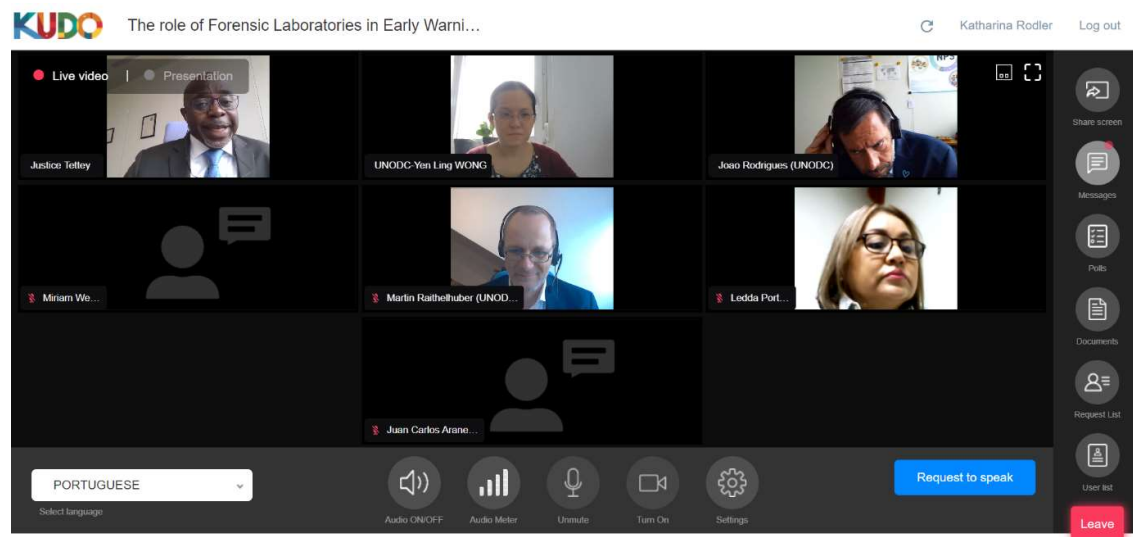 KUDO
The role of Forensic Laboratories in Early Warni...
Katharina Rodler
Log out
Live video | Presentation
NPS
Share screen
Justice Tettey
UNODC-Yen Ling WONG
Joao Rodrigues (UNODC)
Messages
Polls
Miriam We...
Martin Raithelhuber (UNOD...
Ledda Port...
Documents
Request List
Juan Carlos Arane...
User list
PORTUGUESE
Select language
Audio ON/OFF
Audio Meter
Unmute
Turn On
Settings
Request to speak
Leave